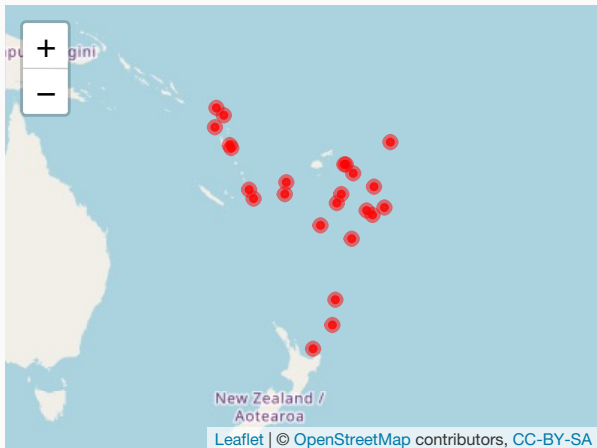 +
−
New Zealand /
Aotearoa
Leaflet | © OpenStreetMap contributors, CC-BY-SA